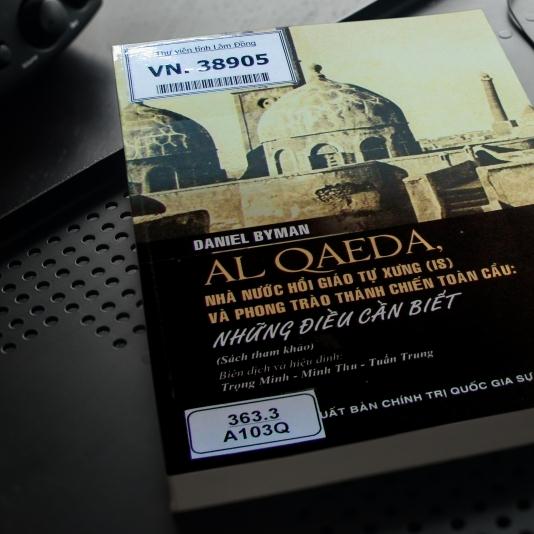 Thư viện tỉnh Lâm Đồng
VN. 38905
DANIEL BYMAN
AL QAEDA,
NHÀ NƯỚC HỒI GIÁO TỰ XƯNG (IS)
VÀ PHONG TRÀO THÁNH CHIẾN TOÀN CẦU:
NHỮNG ĐIỀU CẦN BIẾT
(Sách tham khảo)
Biên dịch và hiệu đính:
Trọng Minh - Minh Thu - Tuấn Trung
XUẤT BẢN CHÍNH TRỊ QUỐC GIA SỰ
363.3
A103Q